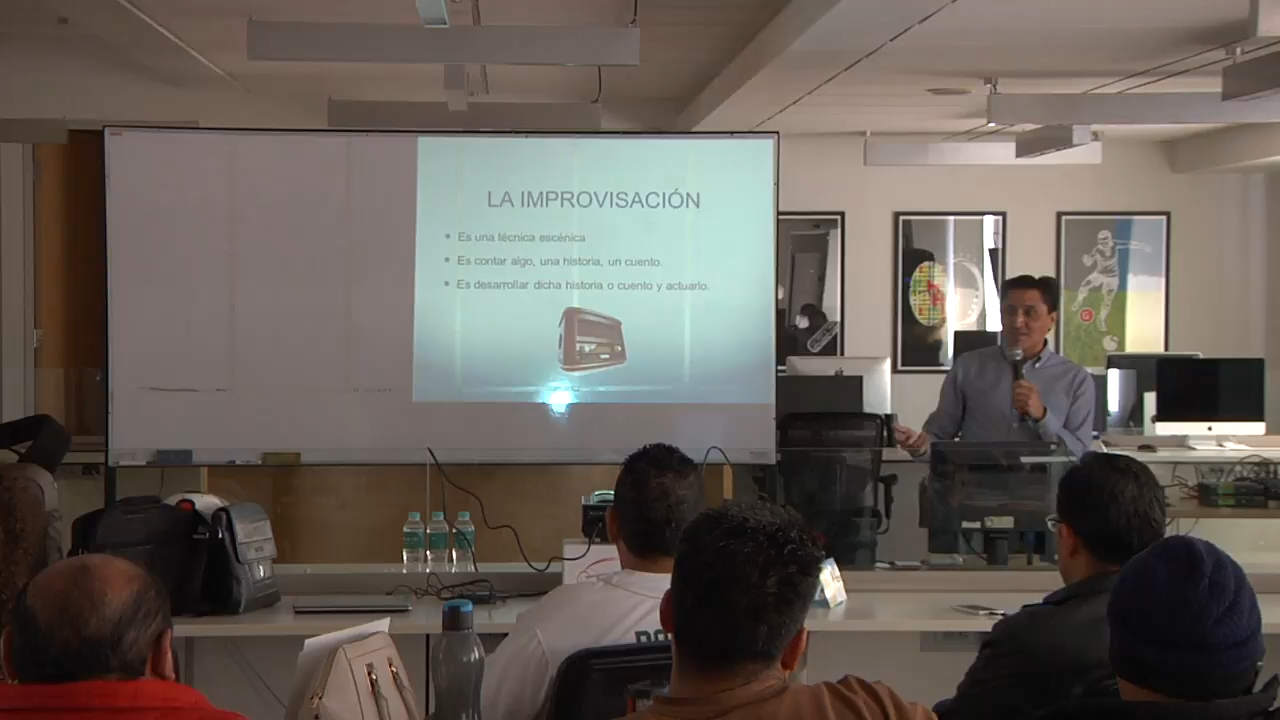 LA IMPROVISACIÓN
• Es una técnica escénica
• Es contar algo, una historia, un cuento.
• Es desarrollar dicha historia o cuento y actuarlo.
G